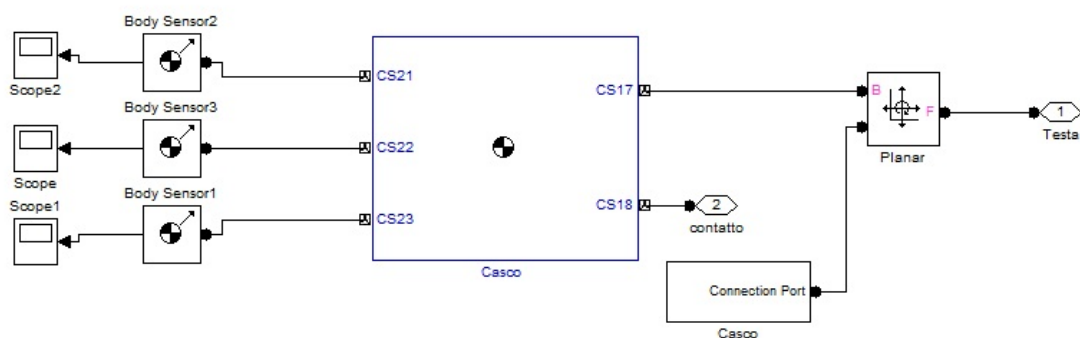 Body Sensor2
Scope2
CS21
CS17
B
F
1
Testa
Planar
Body Sensor3
Scope
CS22
Body Sensor1
Scope1
CS23
CS18
2
contatto
Casco
Connection Port
Casco